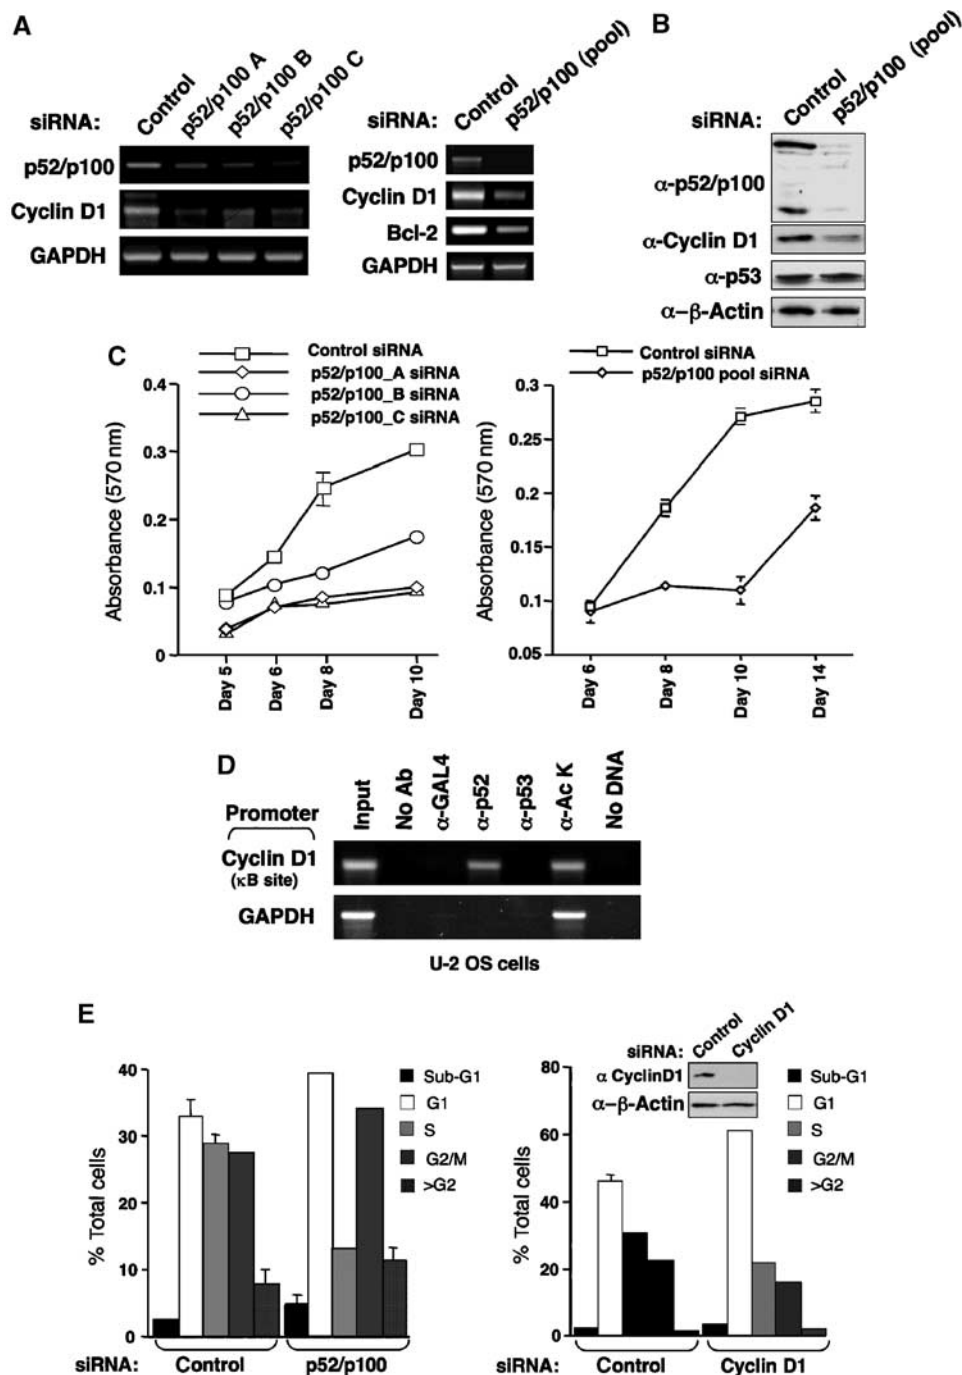 A
siRNA:
Control
p52/p100 A
p52/p100 B
p52/p100 C
p52/p100
Cyclin D1
GAPDH
siRNA:
Control
p52/p100 (pool)
p52/p100
Cyclin D1
Bcl-2
GAPDH
B
siRNA:
Control
p52/p100 (pool)
α-p52/p100
α-Cyclin D1
α-p53
α-β-Actin
C
Control siRNA
p52/p100_A siRNA
p52/p100_B siRNA
p52/p100_C siRNA
Absorbance (570 nm)
0.4
0.3
0.2
0.1
0
Day 5
Day 6
Day 8
Day 10
Control siRNA
p52/p100 pool siRNA
Absorbance (570 nm)
0.3
0.25
0.2
0.15
0.1
0.05
Day 6
Day 8
Day 10
Day 14
D
Promoter
Input
No Ab
α-GAL4
α-p52
α-p53
α-Ac K
No DNA
Cyclin D1
(κB site)
GAPDH
U-2 OS cells
E
% Total cells
40
30
20
10
0
Sub-G1
G1
S
G2/M
>G2
siRNA:
Control
p52/p100
siRNA:
Control
Cyclin D1
α CyclinD1
α-β-Actin
% Total cells
80
60
40
20
0
Sub-G1
G1
S
G2/M
>G2
siRNA:
Control
Cyclin D1